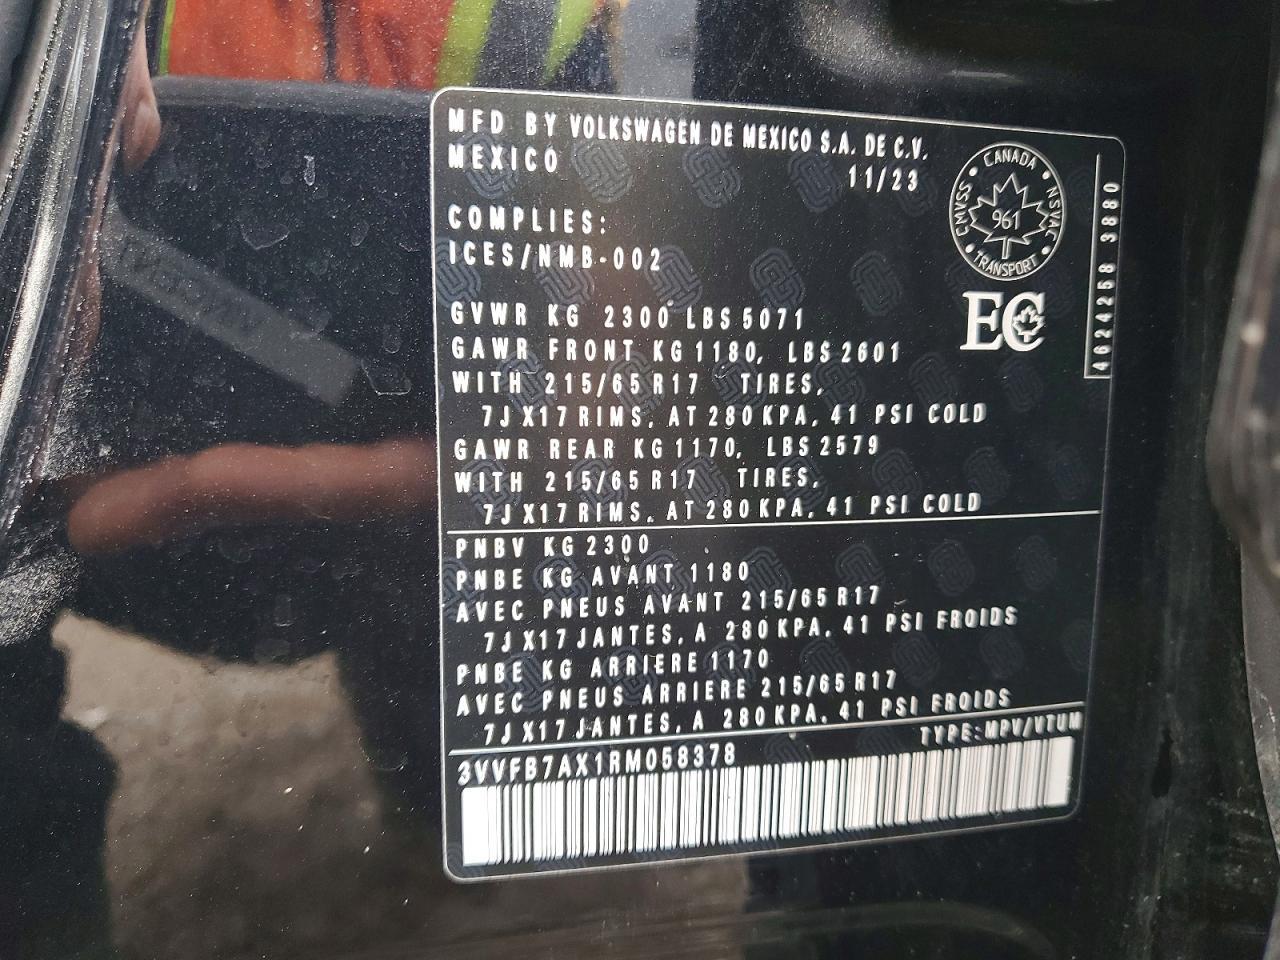 MFD BY VOLKSWAGEN DE MEXICO S.A. DE C.V.
MEXICO 11/23
CANADA
CMVSS
NSVAC
961
TRANSPORT
COMPLIES:
ICES/NMB-002
EC
4624258 3880
GVWR KG 2300 LBS 5071
GAWR FRONT KG 1180, LBS 2601
WITH 215/65 R17 TIRES,
7J X17 RIMS, AT 280 KPA, 41 PSI COLD
GAWR REAR KG 1170, LBS 2579
WITH 215/65 R17 TIRES,
7J X17 RIMS, AT 280 KPA, 41 PSI COLD
PNBV KG 2300
PNBE KG AVANT 1180
AVEC PNEUS AVANT 215/65 R17
7J X17 JANTES, A 280 KPA, 41 PSI FROIDS
PNBE KG ARRIERE 1170
AVEC PNEUS ARRIERE 215/65 R17
7J X17 JANTES, A 280 KPA, 41 PSI FROIDS
TYPE:MPV/VTUM
3VVFB7AX1RM058378